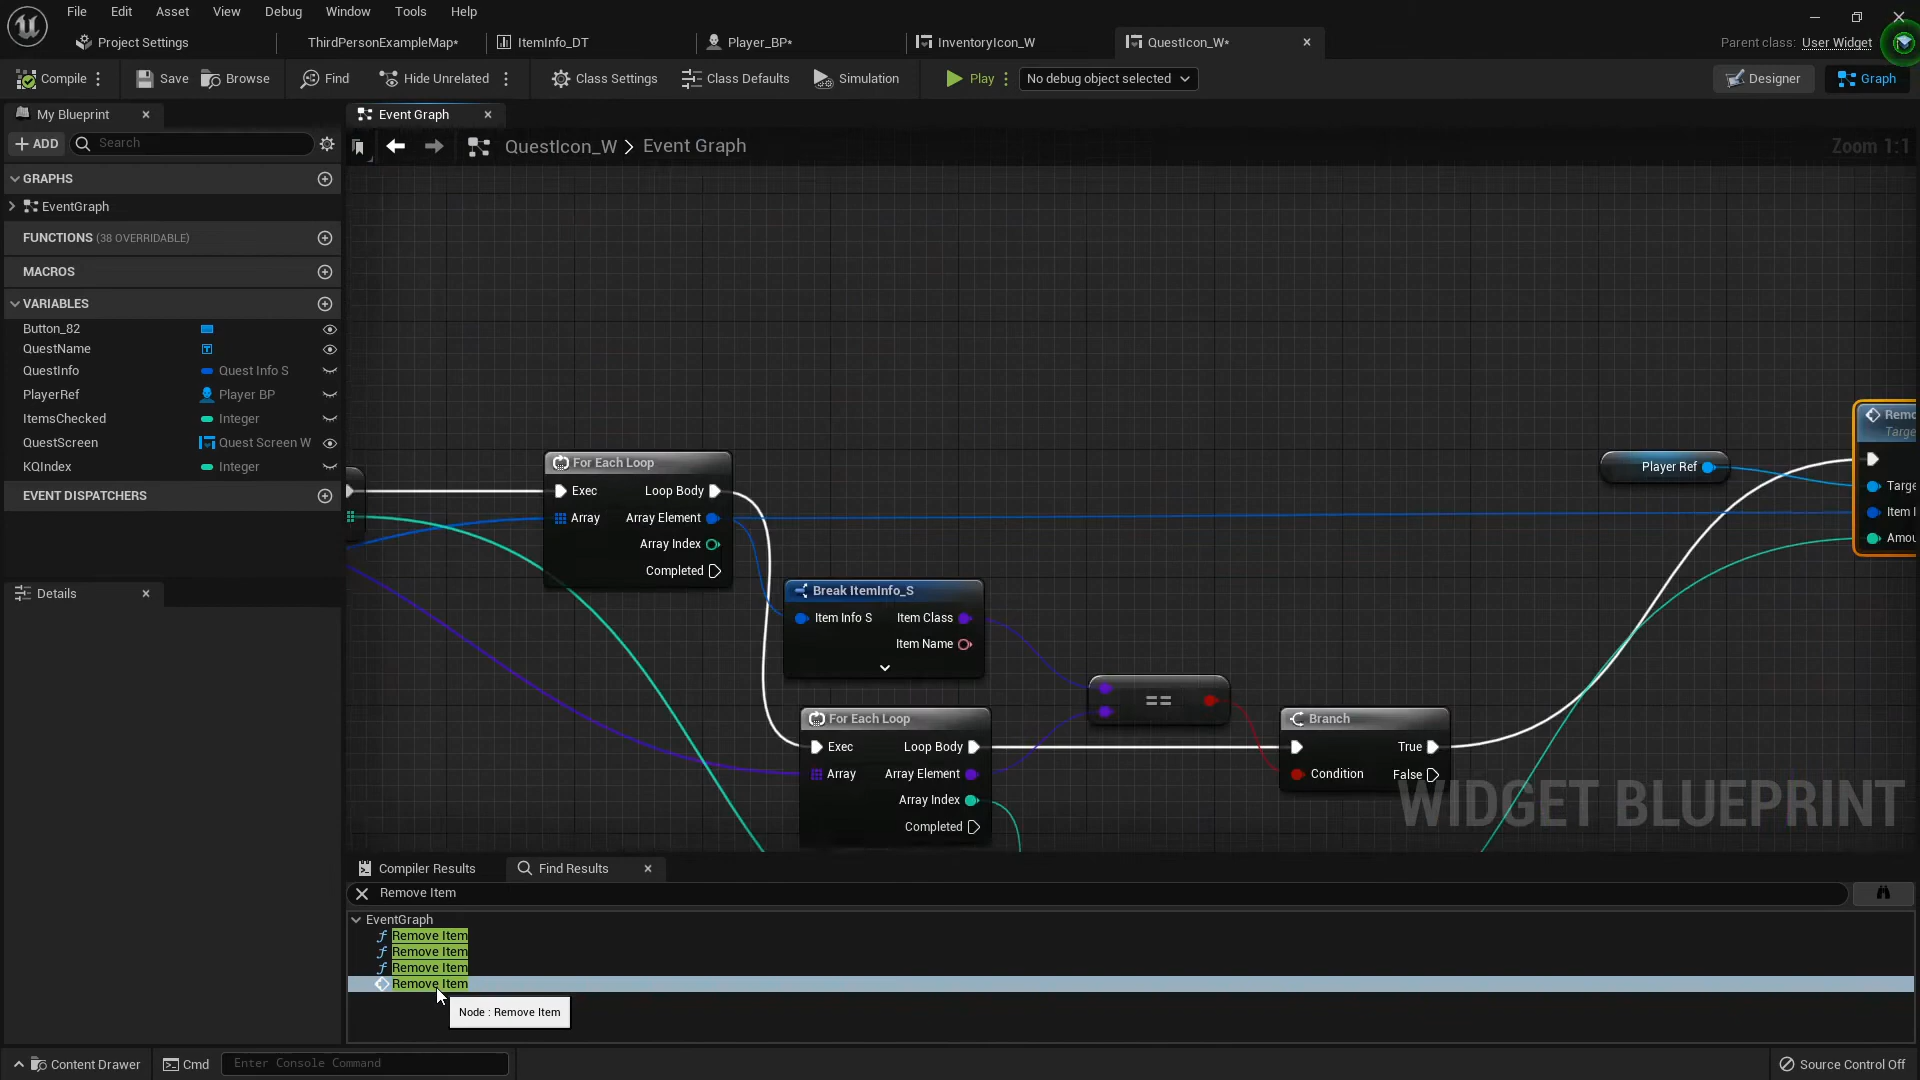 File Edit Asset View Debug Window Tools Help
Project Settings ThirdPersonExampleMap* ItemInfo_DT Player_BP* InventoryIcon_W QuestIcon_W* Parent class: User Widget
Compile Save Browse Find Hide Unrelated Class Settings Class Defaults Simulation Play No debug object selected Designer Graph
My Blueprint Event Graph
ADD Search
QuestIcon_W > Event Graph Zoom 1:1
GRAPHS
EventGraph
FUNCTIONS (38 OVERRIDABLE)
MACROS
VARIABLES
Button_82
QuestName
QuestInfo Quest Info S
PlayerRef Player BP
ItemsChecked Integer
QuestScreen Quest Screen W
KQIndex Integer
EVENT DISPATCHERS
Details
For Each Loop
Exec Loop Body
Array Array Element
Array Index
Completed
Break ItemInfo_S
Item Info S Item Class
Item Name
For Each Loop
Exec Loop Body
Array Array Element
Array Index
Completed
==
Branch
True
Condition False
Player Ref
Remo
Targe
Targe
Item I
Amou
WIDGET BLUEPRINT
Compiler Results Find Results
Remove Item
EventGraph
Remove Item
Remove Item
Remove Item
Remove Item
Node : Remove Item
Content Drawer Cmd Enter Console Command Source Control Off